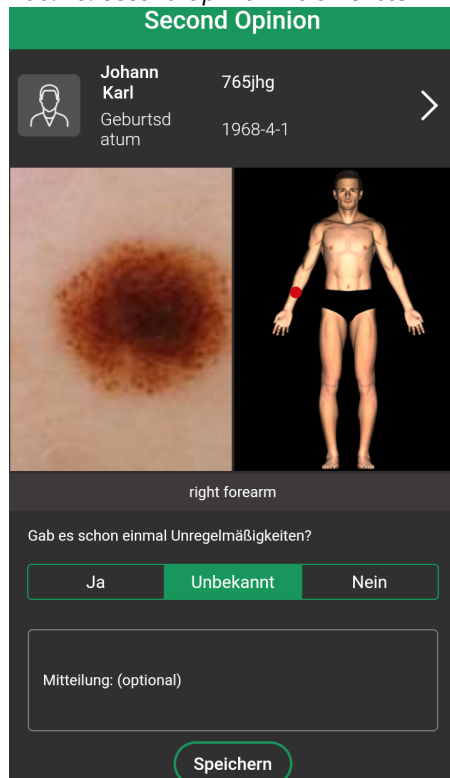 Second Opinion
Johann
Karl
765jhg
Geburtsd
atum
1968-4-1
right forearm
Gab es schon einmal Unregelmäßigkeiten?
Ja Unbekannt Nein
Mitteilung: (optional)
Speichern